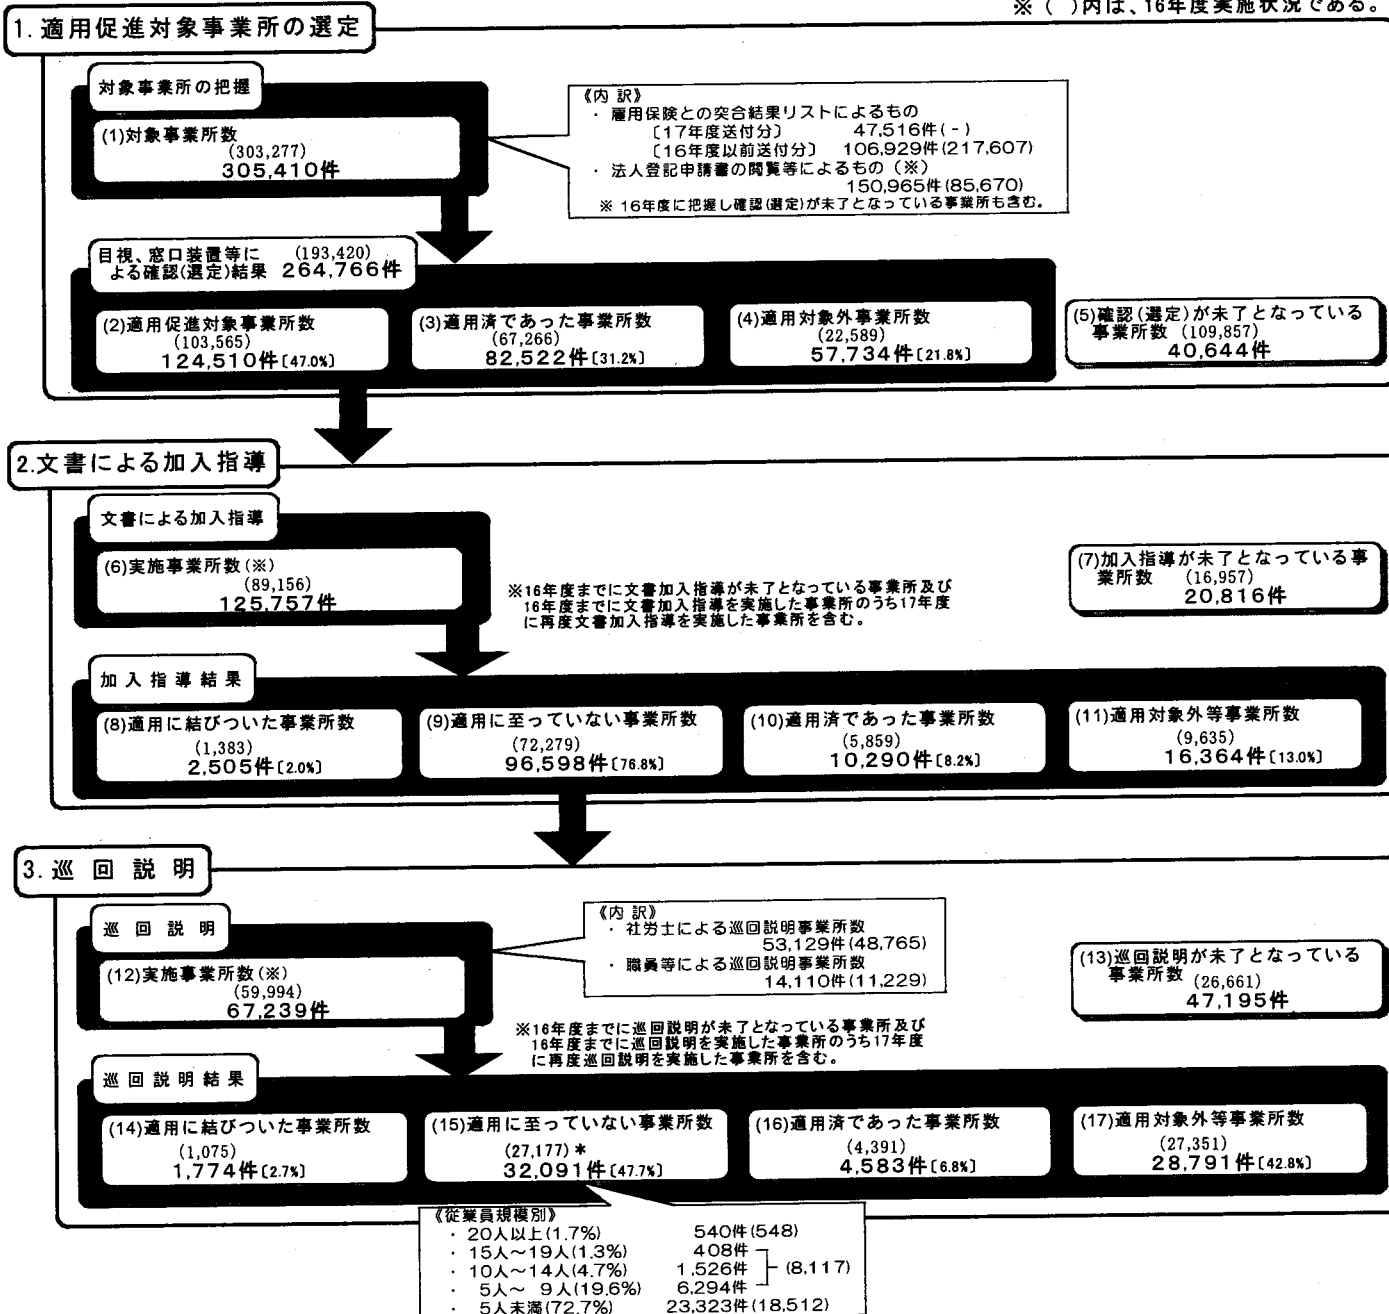 ※ ( )内は、16年度実施状況である。
1. 適用促進対象事業所の選定
対象事業所の把握
(1)対象事業所数
(303,277)
305,410件
《内 訳》
・ 雇用保険との突合結果リストによるもの
〔17年度送付分〕 47,516件( - )
〔16年度以前送付分〕 106,929件(217,607)
・ 法人登記申請書の閲覧等によるもの (※)
150,965件(85,670)
※ 16年度に把握し確認(選定)が未了となっている事業所も含む。
目視、窓口装置等に (193,420)
よる確認(選定)結果 264,766件
(2)適用促進対象事業所数
(103,565)
124,510件〔47.0%〕
(3)適用済であった事業所数
(67,266)
82,522件〔31.2%〕
(4)適用対象外事業所数
(22,589)
57,734件〔21.8%〕
(5)確認(選定)が未了となっている
事業所数 (109,857)
40,644件
2.文書による加入指導
文書による加入指導
(6)実施事業所数(※)
(89,156)
125,757件
※16年度までに文書加入指導が未了となっている事業所及び
16年度までに文書加入指導を実施した事業所のうち17年度
に再度文書加入指導を実施した事業所を含む。
(7)加入指導が未了となっている事
業所数 (16,957)
20,816件
加 入 指 導 結 果
(8)適用に結びついた事業所数
(1,383)
2,505件〔2.0%〕
(9)適用に至っていない事業所数
(72,279)
96,598件〔76.8%〕
(10)適用済であった事業所数
(5,859)
10,290件〔8.2%〕
(11)適用対象外等事業所数
(9,635)
16,364件〔13.0%〕
3. 巡 回 説 明
巡 回 説 明
(12)実施事業所数(※)
(59,994)
67,239件
《内 訳》
・ 社労士による巡回説明事業所数
53,129件(48,765)
・ 職員等による巡回説明事業所数
14,110件(11,229)
※16年度までに巡回説明が未了となっている事業所及び
16年度までに巡回説明を実施した事業所のうち17年度
に再度巡回説明を実施した事業所を含む。
(13)巡回説明が未了となっている
事業所数 (26,661)
47,195件
巡 回 説 明 結 果
(14)適用に結びついた事業所数
(1,075)
1,774件〔2.7%〕
(15)適用に至っていない事業所数
(27,177) *
32,091件〔47.7%〕
(16)適用済であった事業所数
(4,391)
4,583件〔6.8%〕
(17)適用対象外等事業所数
(27,351)
28,791件〔42.8%〕
《従業員規模別》
・ 20人以上(1.7%) 540件(548)
・ 15人～19人(1.3%) 408件
・ 10人～14人(4.7%) 1,526件 (8,117)
・ 5人～ 9人(19.6%) 6,294件
・ 5人未満(72.7%) 23,323件(18,512)